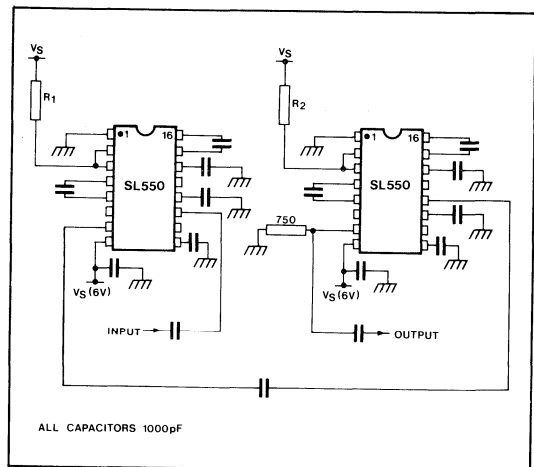 VS
VS
R1
R2
1
16
1
16
SL550
SL550
750
VS (6V)
VS (6V)
INPUT
OUTPUT
ALL CAPACITORS 1000pF